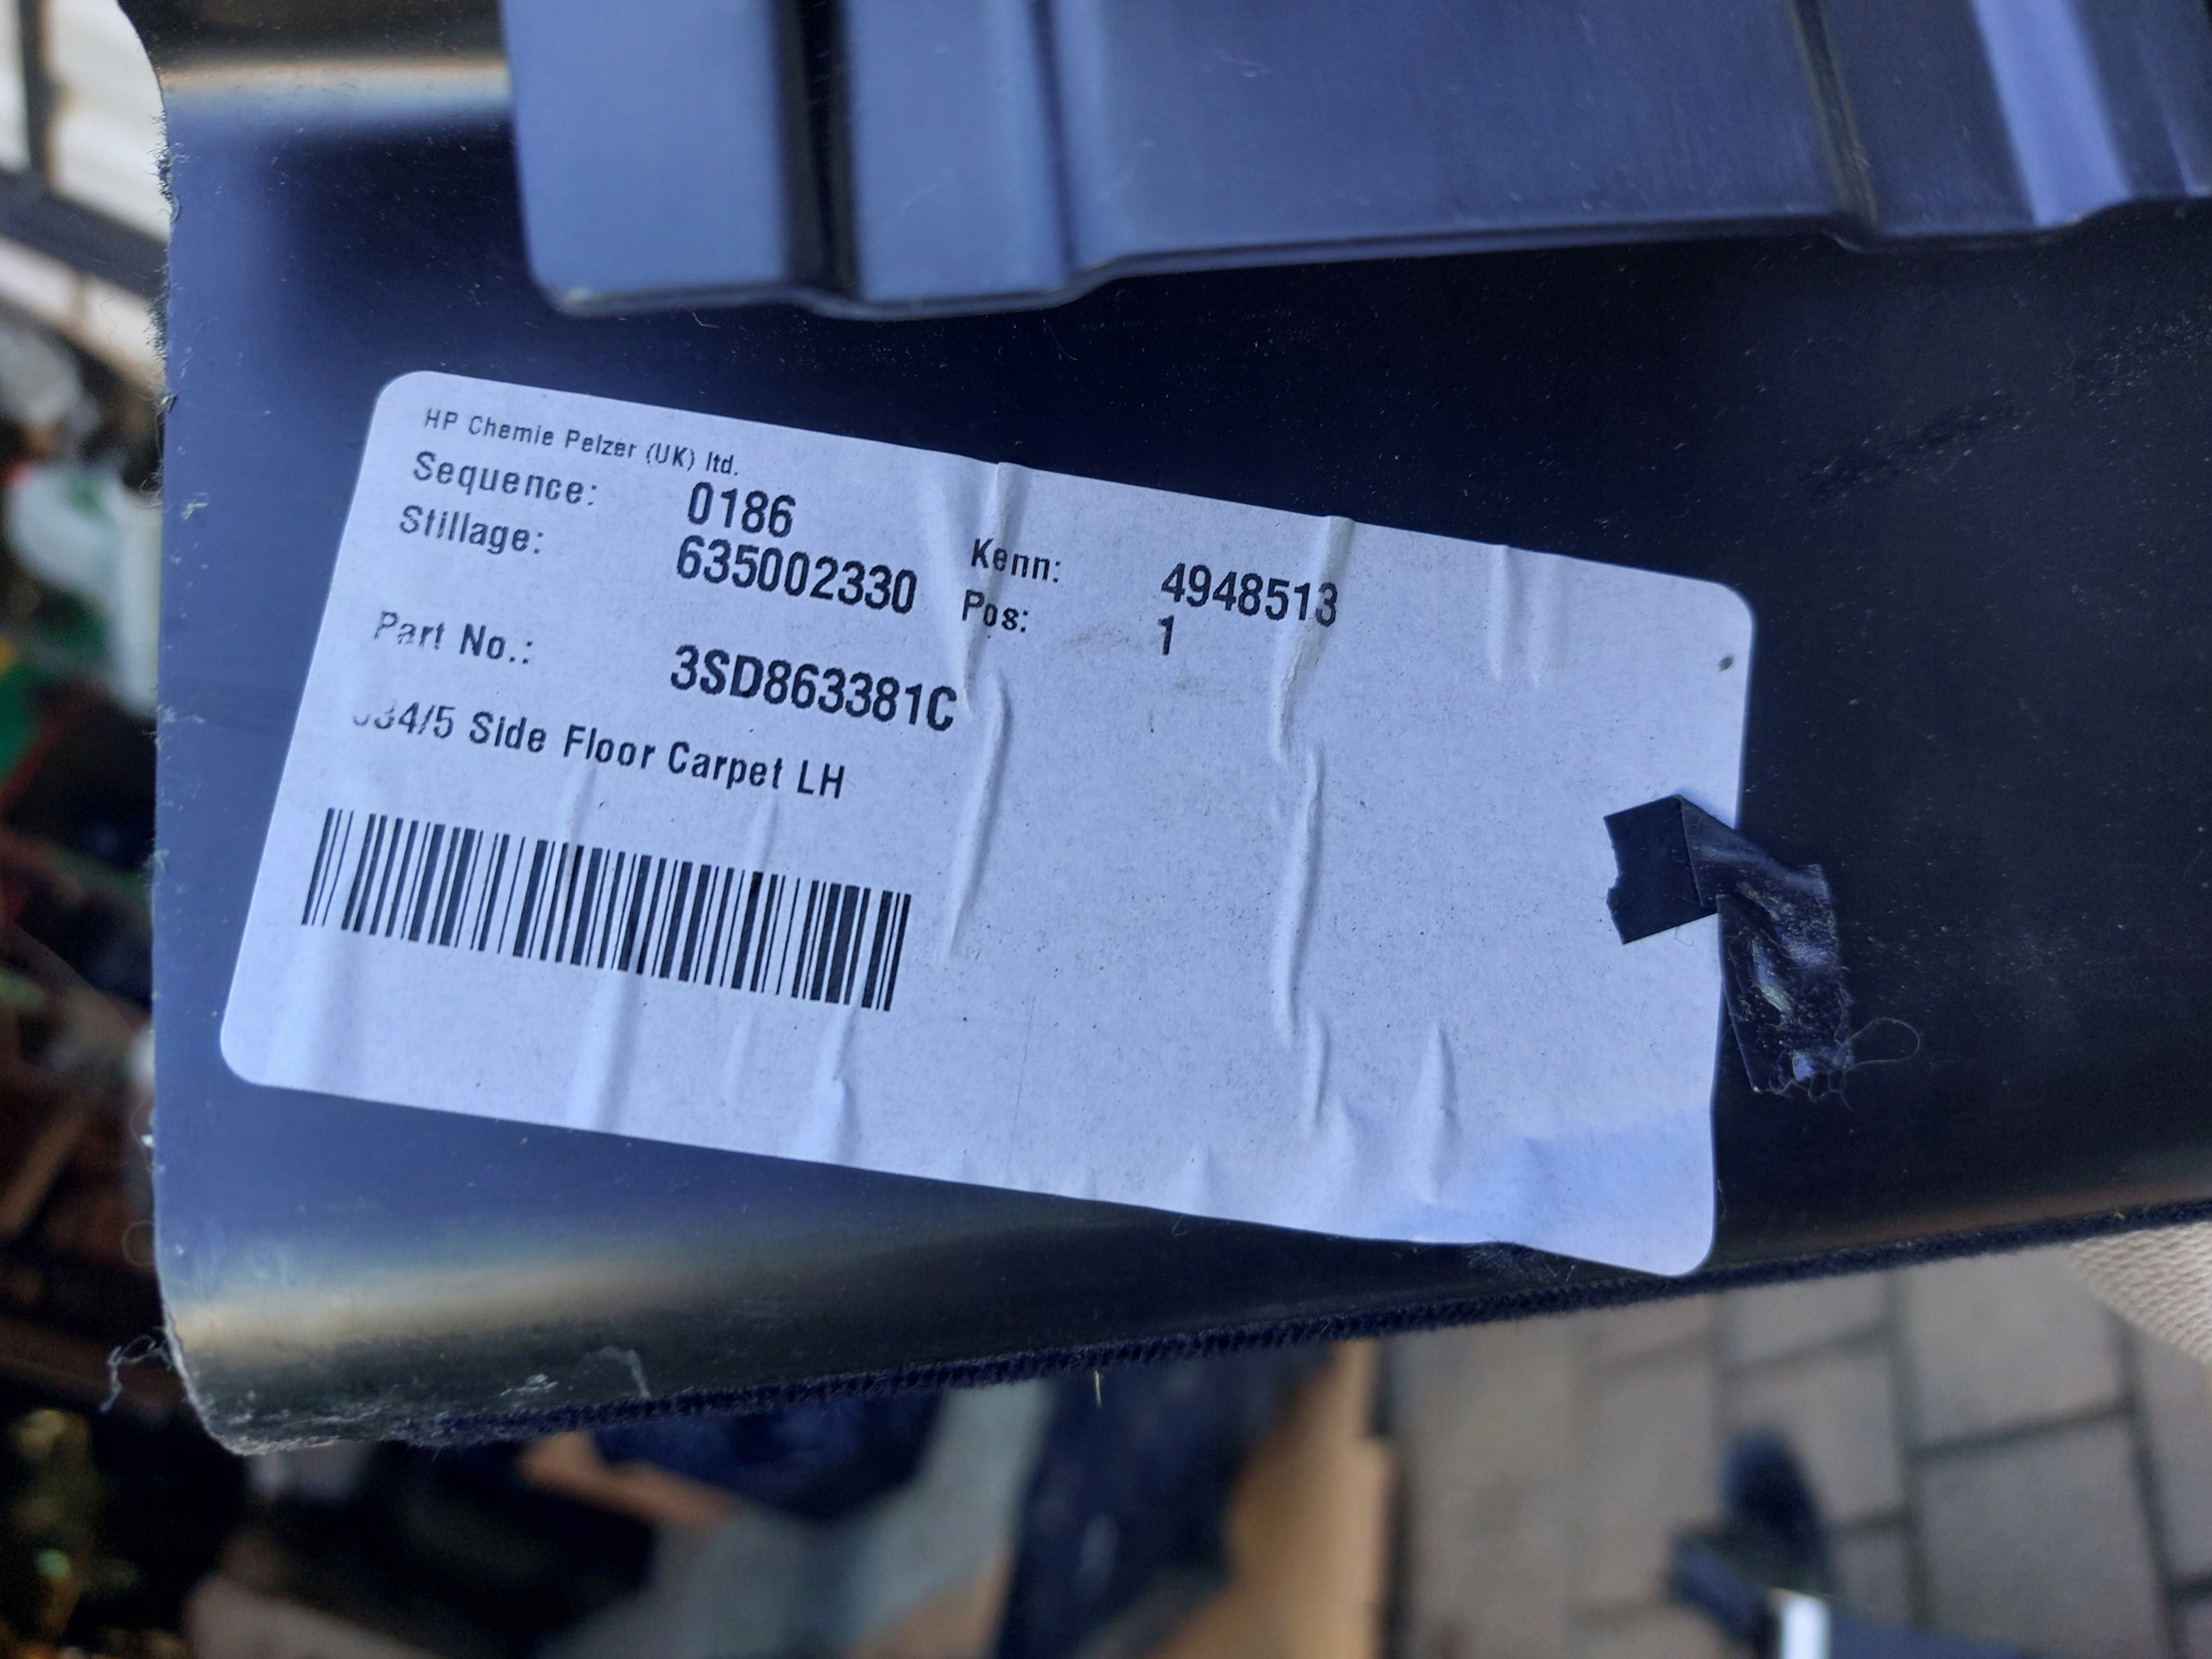 HP Chemie Pelzer (UK) ltd.
Sequence: 0186
Stillage: 635002330
Kenn: 4948513
Pos: 1
Part No.: 3SD863381C
Side Floor Carpet LH